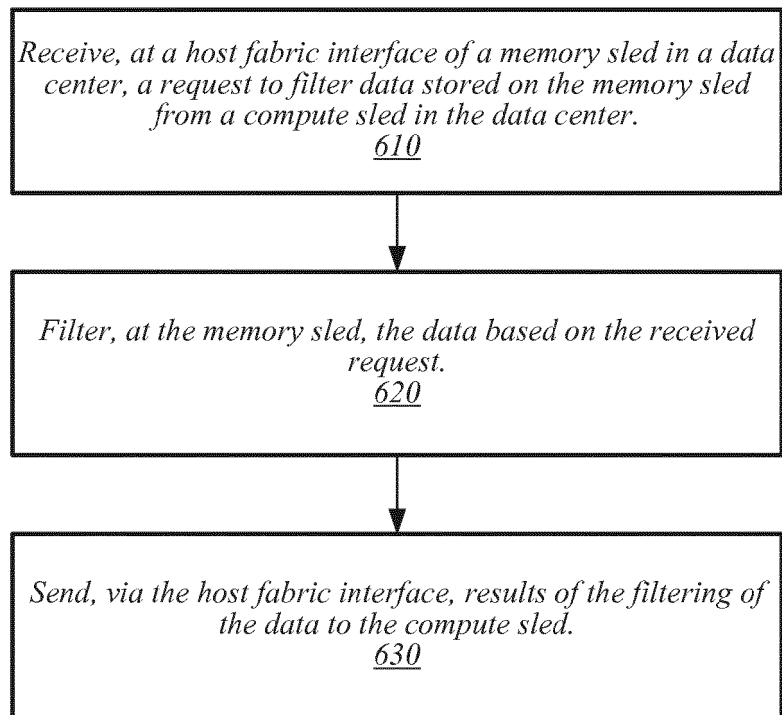 Receive, at a host fabric interface of a memory sled in a data
center, a request to filter data stored on the memory sled
from a compute sled in the data center.
610
Filter, at the memory sled, the data based on the received
request.
620
Send, via the host fabric interface, results of the filtering of
the data to the compute sled.
630